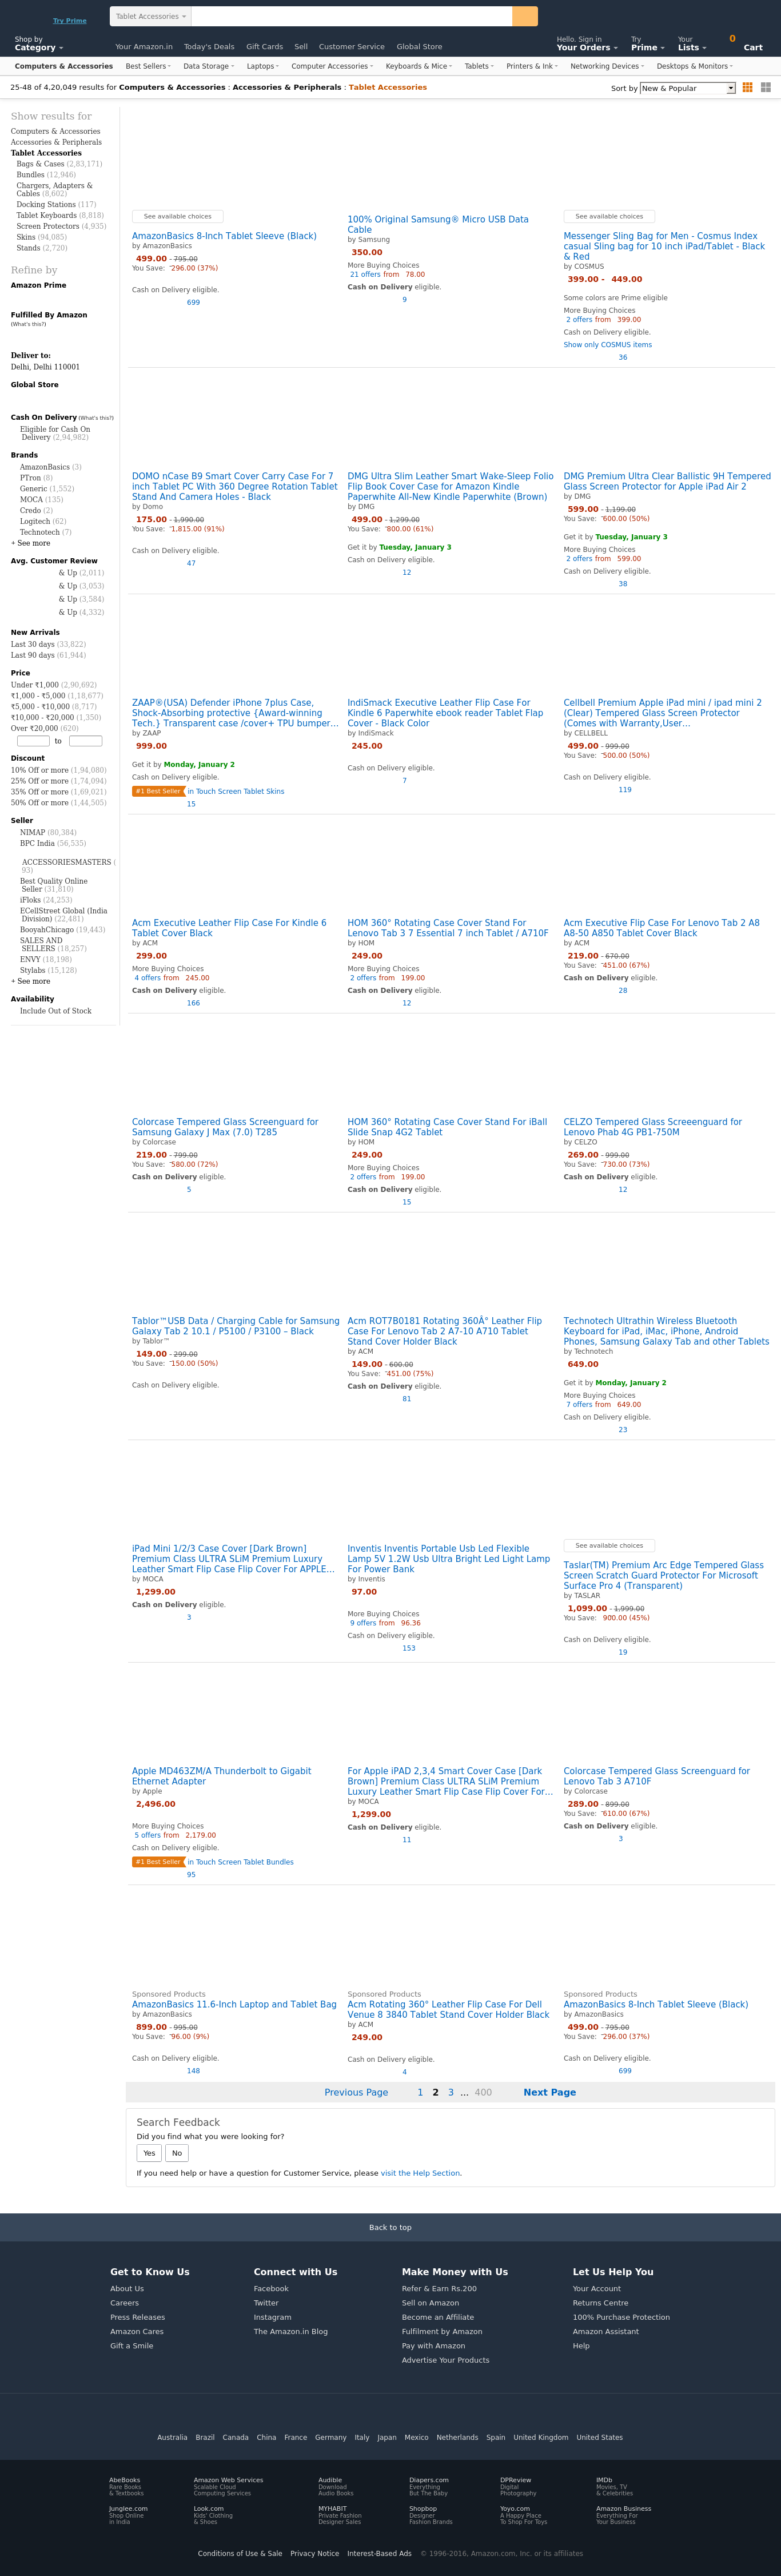 Try Prime
Tablet Accessories
Shop by
Category
Your Amazon.in Today's Deals Gift Cards Sell Customer Service Global Store
Hello. Sign in
Your Orders
Try
Prime
Your
Lists
0
Cart
Computers & Accessories Best Sellers Data Storage Laptops Computer Accessories Keyboards & Mice Tablets Printers & Ink Networking Devices Desktops & Monitors
25-48 of 4,20,049 results for Computers & Accessories : Accessories & Peripherals : Tablet Accessories
Sort by New & Popular
Show results for
Computers & Accessories
Accessories & Peripherals
Tablet Accessories
Bags & Cases (2,83,171)
Bundles (12,946)
Chargers, Adapters &
Cables (8,602)
Docking Stations (117)
Tablet Keyboards (8,818)
Screen Protectors (4,935)
Skins (94,085)
Stands (2,720)
Refine by
Amazon Prime
Fulfilled By Amazon
(What's this?)
Deliver to:
Delhi, Delhi 110001
Global Store
Cash On Delivery (What's this?)
Eligible for Cash On
Delivery (2,94,982)
Brands
AmazonBasics (3)
PTron (8)
Generic (1,552)
MOCA (135)
Credo (2)
Logitech (62)
Technotech (7)
+ See more
Avg. Customer Review
& Up (2,011)
& Up (3,053)
& Up (3,584)
& Up (4,332)
New Arrivals
Last 30 days (33,822)
Last 90 days (61,944)
Price
Under ₹1,000 (2,90,692)
₹1,000 - ₹5,000 (1,18,677)
₹5,000 - ₹10,000 (8,717)
₹10,000 - ₹20,000 (1,350)
Over ₹20,000 (620)
to
Discount
10% Off or more (1,94,080)
25% Off or more (1,74,094)
35% Off or more (1,69,021)
50% Off or more (1,44,505)
Seller
NIMAP (80,384)
BPC India (56,535)
ACCESSORIESMASTERS (
93)
Best Quality Online
Seller (31,810)
iFloks (24,253)
ECellStreet Global (India
Division) (22,481)
BooyahChicago (19,443)
SALES AND
SELLERS (18,257)
ENVY (18,198)
Stylabs (15,128)
+ See more
Availability
Include Out of Stock
See available choices
AmazonBasics 8-Inch Tablet Sleeve (Black)
by AmazonBasics
499.00 - 795.00
You Save: 296.00 (37%)
Cash on Delivery eligible.
699
100% Original Samsung® Micro USB Data
Cable
by Samsung
350.00
More Buying Choices
21 offers from 78.00
Cash on Delivery eligible.
9
See available choices
Messenger Sling Bag for Men - Cosmus Index
casual Sling bag for 10 inch iPad/Tablet - Black
& Red
by COSMUS
399.00 - 449.00
Some colors are Prime eligible
More Buying Choices
2 offers from 399.00
Cash on Delivery eligible.
Show only COSMUS items
36
DOMO nCase B9 Smart Cover Carry Case For 7
inch Tablet PC With 360 Degree Rotation Tablet
Stand And Camera Holes - Black
by Domo
175.00 - 1,990.00
You Save: 1,815.00 (91%)
Cash on Delivery eligible.
47
DMG Ultra Slim Leather Smart Wake-Sleep Folio
Flip Book Cover Case for Amazon Kindle
Paperwhite All-New Kindle Paperwhite (Brown)
by DMG
499.00 - 1,299.00
You Save: 800.00 (61%)
Get it by Tuesday, January 3
Cash on Delivery eligible.
12
DMG Premium Ultra Clear Ballistic 9H Tempered
Glass Screen Protector for Apple iPad Air 2
by DMG
599.00 - 1,199.00
You Save: 600.00 (50%)
Get it by Tuesday, January 3
More Buying Choices
2 offers from 599.00
Cash on Delivery eligible.
38
ZAAP®(USA) Defender iPhone 7plus Case,
Shock-Absorbing protective {Award-winning
Tech.} Transparent case /cover+ TPU bumper…
by ZAAP
999.00
Get it by Monday, January 2
Cash on Delivery eligible.
#1 Best Seller in Touch Screen Tablet Skins
15
IndiSmack Executive Leather Flip Case For
Kindle 6 Paperwhite ebook reader Tablet Flap
Cover - Black Color
by IndiSmack
245.00
Cash on Delivery eligible.
7
Cellbell Premium Apple iPad mini / ipad mini 2
(Clear) Tempered Glass Screen Protector
(Comes with Warranty,User…
by CELLBELL
499.00 - 999.00
You Save: 500.00 (50%)
Cash on Delivery eligible.
119
Acm Executive Leather Flip Case For Kindle 6
Tablet Cover Black
by ACM
299.00
More Buying Choices
4 offers from 245.00
Cash on Delivery eligible.
166
HOM 360° Rotating Case Cover Stand For
Lenovo Tab 3 7 Essential 7 inch Tablet / A710F
by HOM
249.00
More Buying Choices
2 offers from 199.00
Cash on Delivery eligible.
12
Acm Executive Flip Case For Lenovo Tab 2 A8
A8-50 A850 Tablet Cover Black
by ACM
219.00 - 670.00
You Save: 451.00 (67%)
Cash on Delivery eligible.
28
Colorcase Tempered Glass Screenguard for
Samsung Galaxy J Max (7.0) T285
by Colorcase
219.00 - 799.00
You Save: 580.00 (72%)
Cash on Delivery eligible.
5
HOM 360° Rotating Case Cover Stand For iBall
Slide Snap 4G2 Tablet
by HOM
249.00
More Buying Choices
2 offers from 199.00
Cash on Delivery eligible.
15
CELZO Tempered Glass Screeenguard for
Lenovo Phab 4G PB1-750M
by CELZO
269.00 - 999.00
You Save: 730.00 (73%)
Cash on Delivery eligible.
12
Tablor™USB Data / Charging Cable for Samsung
Galaxy Tab 2 10.1 / P5100 / P3100 – Black
by Tablor™
149.00 - 299.00
You Save: 150.00 (50%)
Cash on Delivery eligible.
Acm ROT7B0181 Rotating 360Â° Leather Flip
Case For Lenovo Tab 2 A7-10 A710 Tablet
Stand Cover Holder Black
by ACM
149.00 - 600.00
You Save: 451.00 (75%)
Cash on Delivery eligible.
81
Technotech Ultrathin Wireless Bluetooth
Keyboard for iPad, iMac, iPhone, Android
Phones, Samsung Galaxy Tab and other Tablets
by Technotech
649.00
Get it by Monday, January 2
More Buying Choices
7 offers from 649.00
Cash on Delivery eligible.
23
iPad Mini 1/2/3 Case Cover [Dark Brown]
Premium Class ULTRA SLiM Premium Luxury
Leather Smart Flip Case Flip Cover For APPLE…
by MOCA
1,299.00
Cash on Delivery eligible.
3
Inventis Inventis Portable Usb Led Flexible
Lamp 5V 1.2W Usb Ultra Bright Led Light Lamp
For Power Bank
by Inventis
97.00
More Buying Choices
9 offers from 96.36
Cash on Delivery eligible.
153
See available choices
Taslar(TM) Premium Arc Edge Tempered Glass
Screen Scratch Guard Protector For Microsoft
Surface Pro 4 (Transparent)
by TASLAR
1,099.00 - 1,999.00
You Save: 900.00 (45%)
Cash on Delivery eligible.
19
Apple MD463ZM/A Thunderbolt to Gigabit
Ethernet Adapter
by Apple
2,496.00
More Buying Choices
5 offers from 2,179.00
Cash on Delivery eligible.
#1 Best Seller in Touch Screen Tablet Bundles
95
For Apple iPAD 2,3,4 Smart Cover Case [Dark
Brown] Premium Class ULTRA SLiM Premium
Luxury Leather Smart Flip Case Flip Cover For…
by MOCA
1,299.00
Cash on Delivery eligible.
11
Colorcase Tempered Glass Screenguard for
Lenovo Tab 3 A710F
by Colorcase
289.00 - 899.00
You Save: 610.00 (67%)
Cash on Delivery eligible.
3
Sponsored Products
AmazonBasics 11.6-Inch Laptop and Tablet Bag
by AmazonBasics
899.00 - 995.00
You Save: 96.00 (9%)
Cash on Delivery eligible.
148
Sponsored Products
Acm Rotating 360° Leather Flip Case For Dell
Venue 8 3840 Tablet Stand Cover Holder Black
by ACM
249.00
Cash on Delivery eligible.
4
Sponsored Products
AmazonBasics 8-Inch Tablet Sleeve (Black)
by AmazonBasics
499.00 - 795.00
You Save: 296.00 (37%)
Cash on Delivery eligible.
699
Previous Page 1 2 3 ... 400 Next Page
Search Feedback
Did you find what you were looking for?
Yes No
If you need help or have a question for Customer Service, please visit the Help Section.
Back to top
Get to Know Us
About Us
Careers
Press Releases
Amazon Cares
Gift a Smile
Connect with Us
Facebook
Twitter
Instagram
The Amazon.in Blog
Make Money with Us
Refer & Earn Rs.200
Sell on Amazon
Become an Affiliate
Fulfilment by Amazon
Pay with Amazon
Advertise Your Products
Let Us Help You
Your Account
Returns Centre
100% Purchase Protection
Amazon Assistant
Help
Australia Brazil Canada China France Germany Italy Japan Mexico Netherlands Spain United Kingdom United States
AbeBooks
Rare Books
& Textbooks
Amazon Web Services
Scalable Cloud
Computing Services
Audible
Download
Audio Books
Diapers.com
Everything
But The Baby
DPReview
Digital
Photography
IMDb
Movies, TV
& Celebrities
Junglee.com
Shop Online
in India
Look.com
Kids' Clothing
& Shoes
MYHABIT
Private Fashion
Designer Sales
Shopbop
Designer
Fashion Brands
Yoyo.com
A Happy Place
To Shop For Toys
Amazon Business
Everything For
Your Business
Conditions of Use & Sale Privacy Notice Interest-Based Ads © 1996-2016, Amazon.com, Inc. or its affiliates